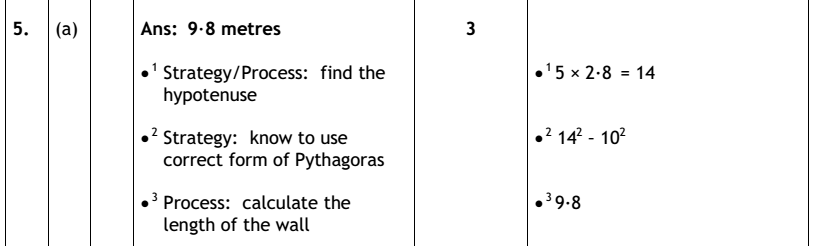 5. (a) Ans: 9·8 metres 3
•¹ Strategy/Process: find the •¹ 5 × 2·8 = 14
hypotenuse
•² Strategy: know to use •² 14² – 10²
correct form of Pythagoras
•³ Process: calculate the •³ 9·8
length of the wall